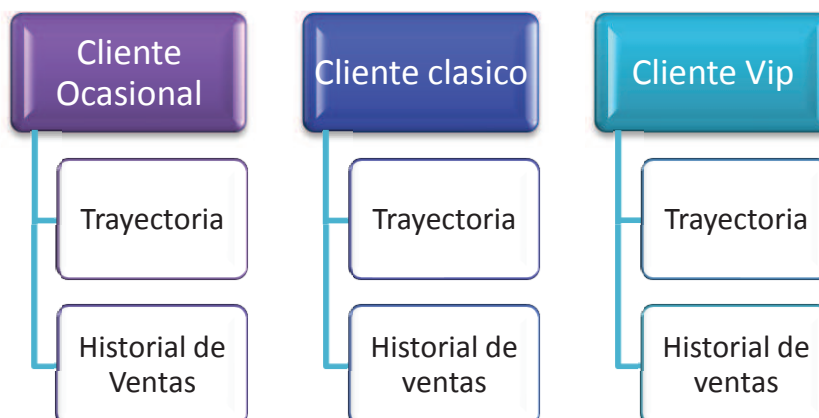 Cliente
Ocasional
Trayectoria
Historial de
Ventas
Cliente clasico
Trayectoria
Historial de
ventas
Cliente Vip
Trayectoria
Historial de
ventas